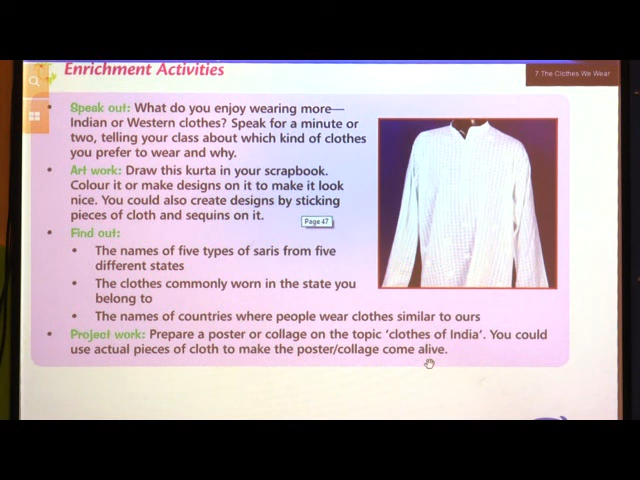 Enrichment Activities
7 The Clothes We Wear
• Speak out: What do you enjoy wearing more—
Indian or Western clothes? Speak for a minute or
two, telling your class about which kind of clothes
you prefer to wear and why.
• Art work: Draw this kurta in your scrapbook.
Colour it or make designs on it to make it look
nice. You could also create designs by sticking
pieces of cloth and sequins on it.
Page 47
• Find out:
• The names of five types of saris from five
different states
• The clothes commonly worn in the state you
belong to
• The names of countries where people wear clothes similar to ours
• Project work: Prepare a poster or collage on the topic ‘clothes of India’. You could
use actual pieces of cloth to make the poster/collage come alive.